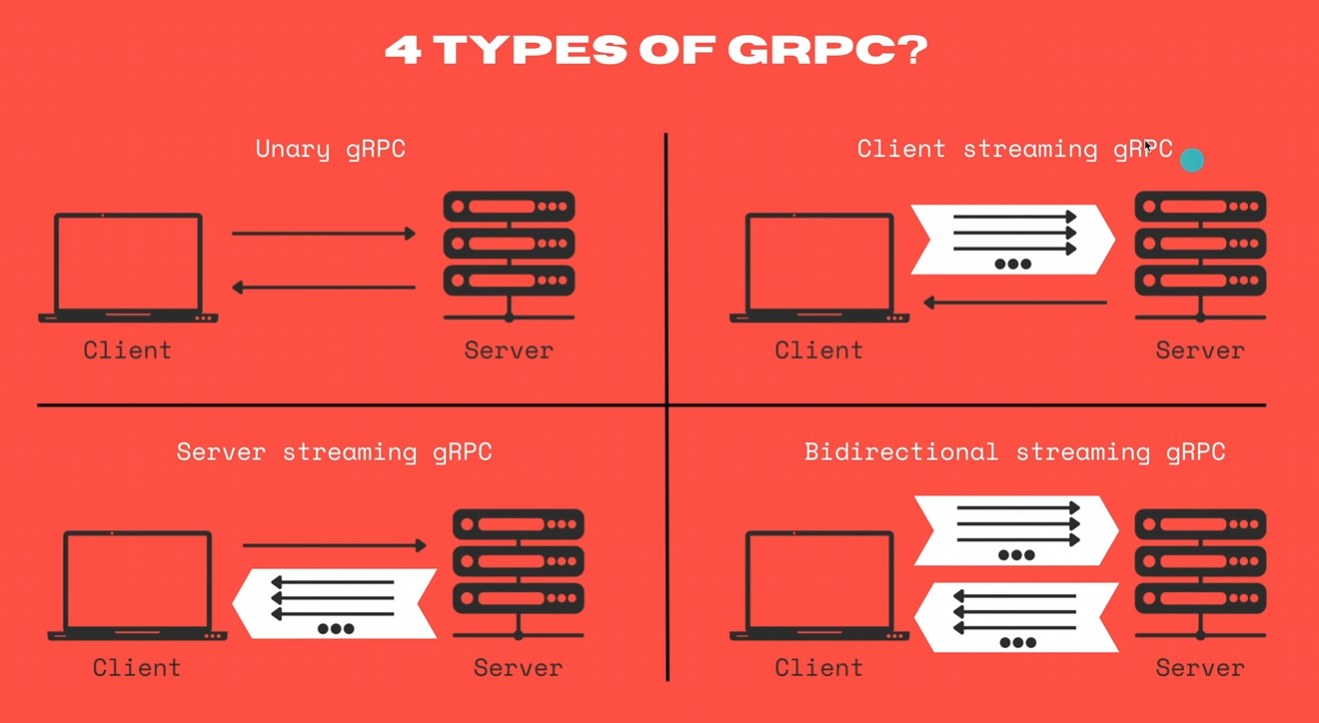 4 TYPES OF GRPC?
Unary gRPC
Client
Server
Client streaming gRPC
Client
Server
Server streaming gRPC
Client
Server
Bidirectional streaming gRPC
Client
Server